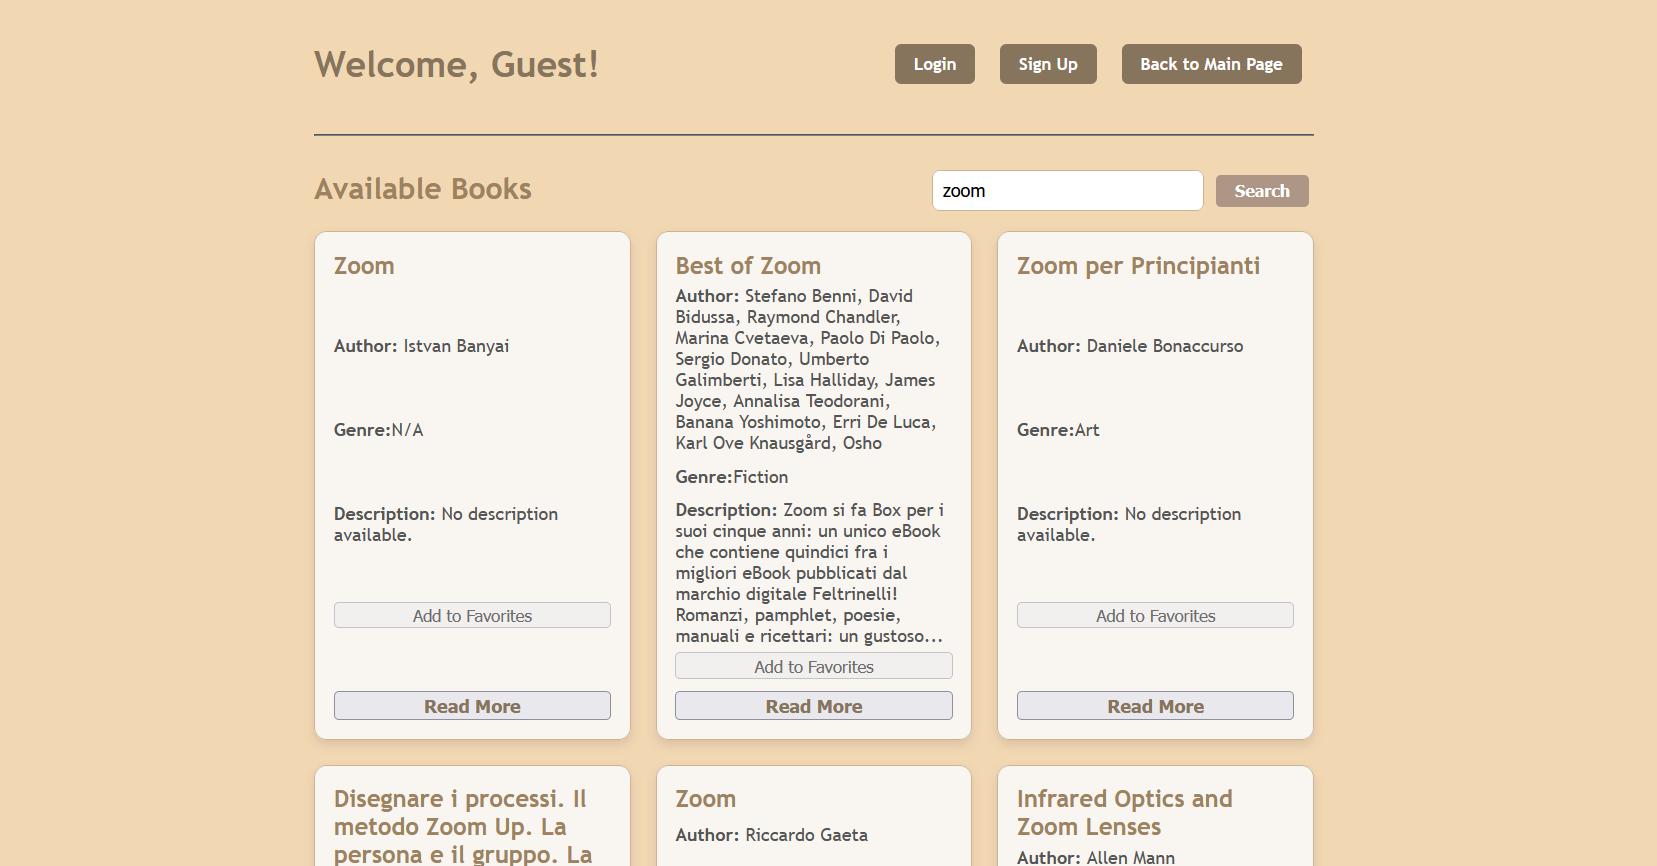 Welcome, Guest!
Login
Sign Up
Back to Main Page
Available Books
zoom
Search
Zoom
Author: Istvan Banyai
Genre:N/A
Description: No description
available.
Add to Favorites
Read More
Best of Zoom
Author: Stefano Benni, David
Bidussa, Raymond Chandler,
Marina Cvetaeva, Paolo Di Paolo,
Sergio Donato, Umberto
Galimberti, Lisa Halliday, James
Joyce, Annalisa Teodorani,
Banana Yoshimoto, Erri De Luca,
Karl Ove Knausgård, Osho
Genre:Fiction
Description: Zoom si fa Box per i
suoi cinque anni: un unico eBook
che contiene quindici fra i
migliori eBook pubblicati dal
marchio digitale Feltrinelli!
Romanzi, pamphlet, poesie,
manuali e ricettari: un gustoso...
Add to Favorites
Read More
Zoom per Principianti
Author: Daniele Bonaccurso
Genre:Art
Description: No description
available.
Add to Favorites
Read More
Disegnare i processi. Il
metodo Zoom Up. La
persona e il gruppo. La
Zoom
Author: Riccardo Gaeta
Infrared Optics and
Zoom Lenses
Author: Allen Mann